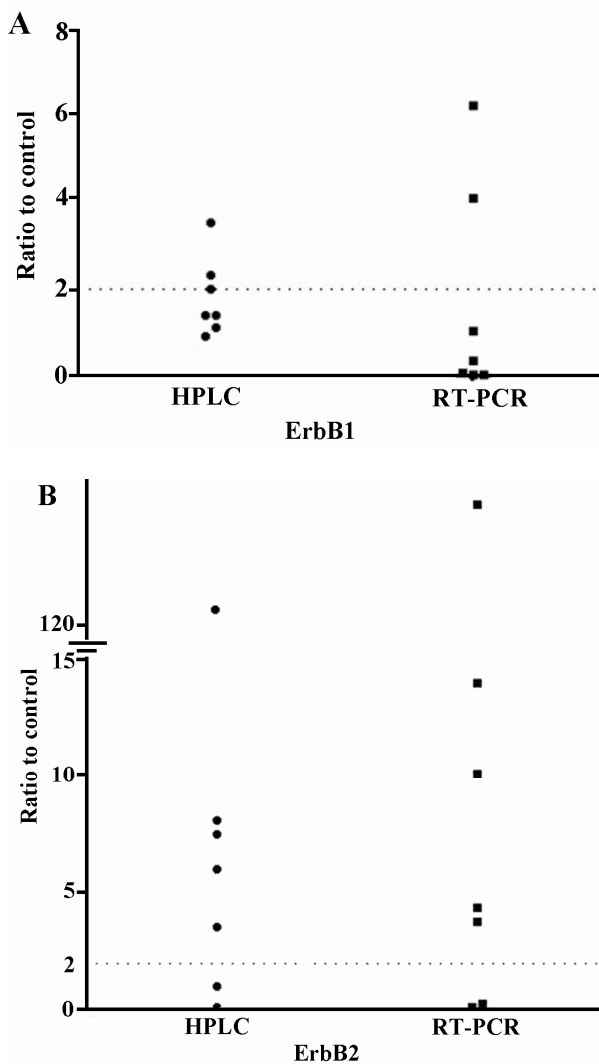 A
8
6
4
2
0
Ratio to control
HPLC RT-PCR
ErbB1
B
120
15
10
5
2
0
Ratio to control
HPLC RT-PCR
ErbB2